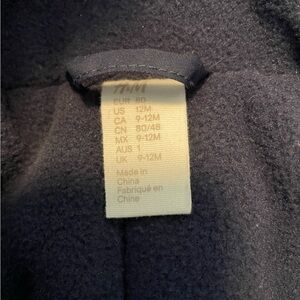 H&M
EUR 80
US 12M
CA 9-12M
CN 80/48
MX 9-12M
AUS 1
UK 9-12M
Made in
China
Fabriqué en
Chine